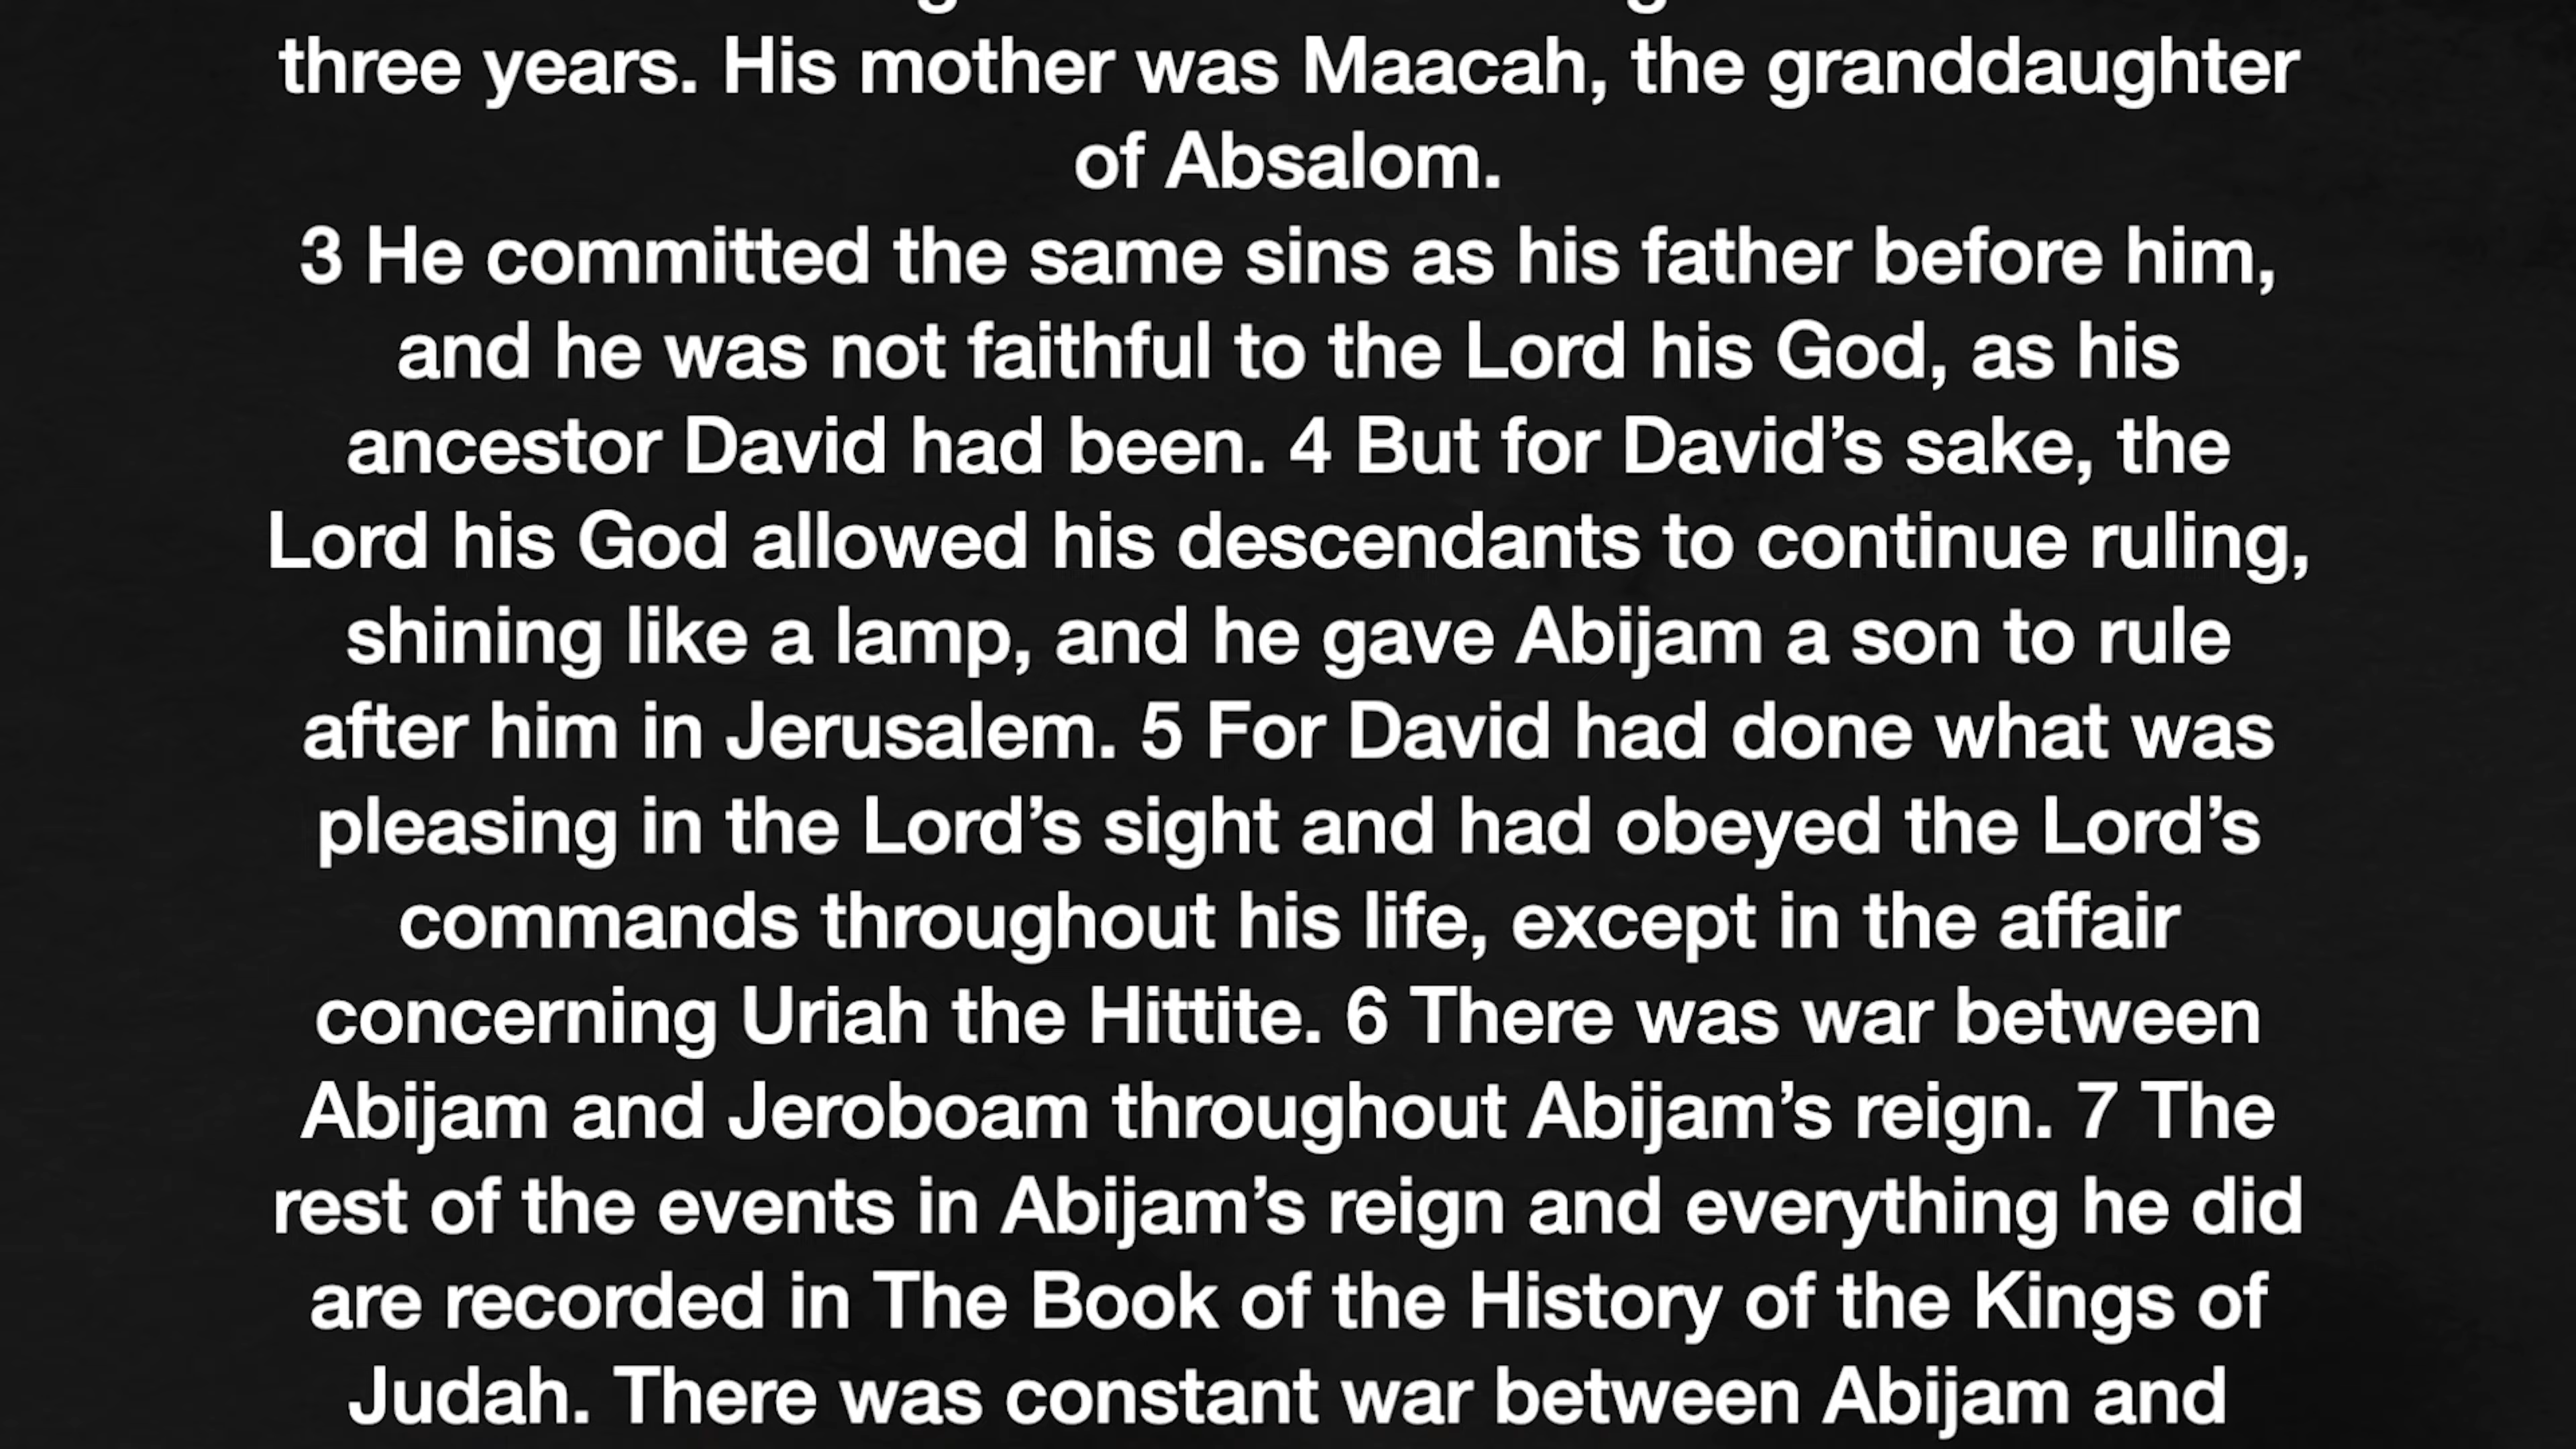 three years. His mother was Maacah, the granddaughter
of Absalom.
3 He committed the same sins as his father before him,
and he was not faithful to the Lord his God, as his
ancestor David had been. 4 But for David’s sake, the
Lord his God allowed his descendants to continue ruling,
shining like a lamp, and he gave Abijam a son to rule
after him in Jerusalem. 5 For David had done what was
pleasing in the Lord’s sight and had obeyed the Lord’s
commands throughout his life, except in the affair
concerning Uriah the Hittite. 6 There was war between
Abijam and Jeroboam throughout Abijam’s reign. 7 The
rest of the events in Abijam’s reign and everything he did
are recorded in The Book of the History of the Kings of
Judah. There was constant war between Abijam and